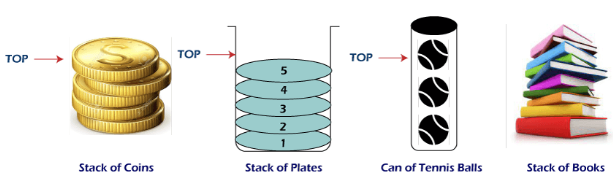 TOP
TOP
TOP
5
4
3
2
1
Stack of Coins
Stack of Plates
Can of Tennis Balls
Stack of Books